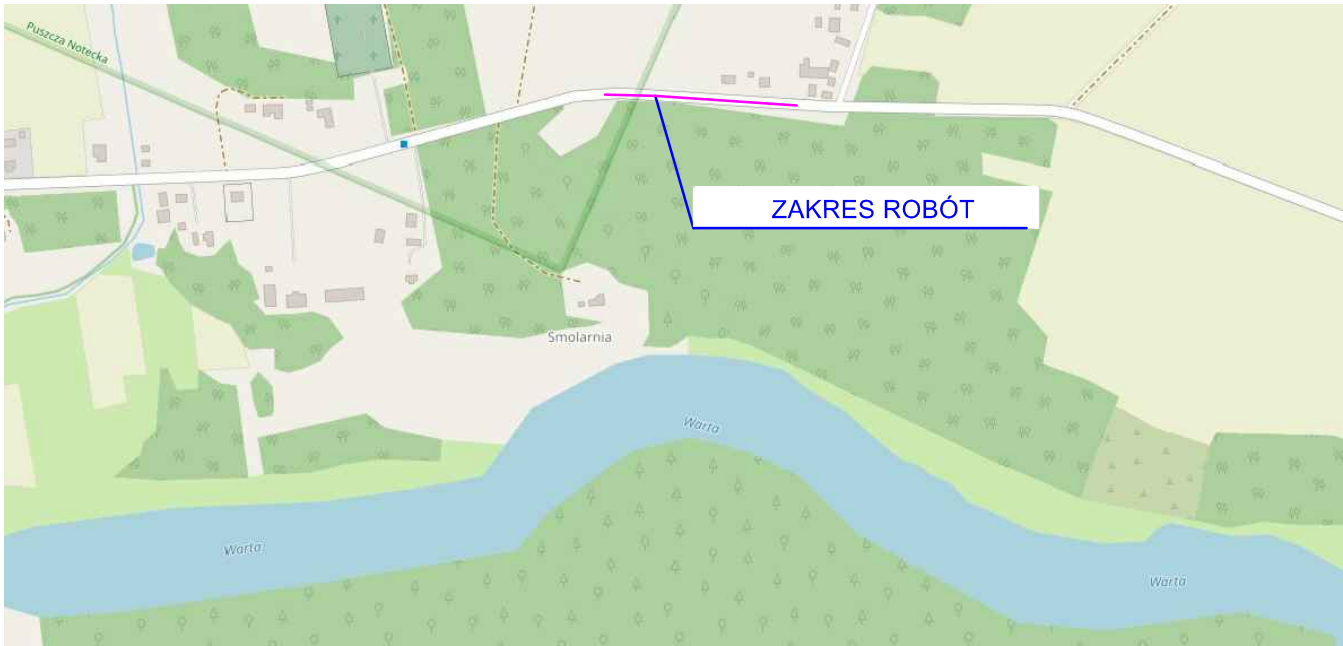 Puszcza Notecka
ZAKRES ROBÓT
Smolarnia
Warta
Warta
Warta